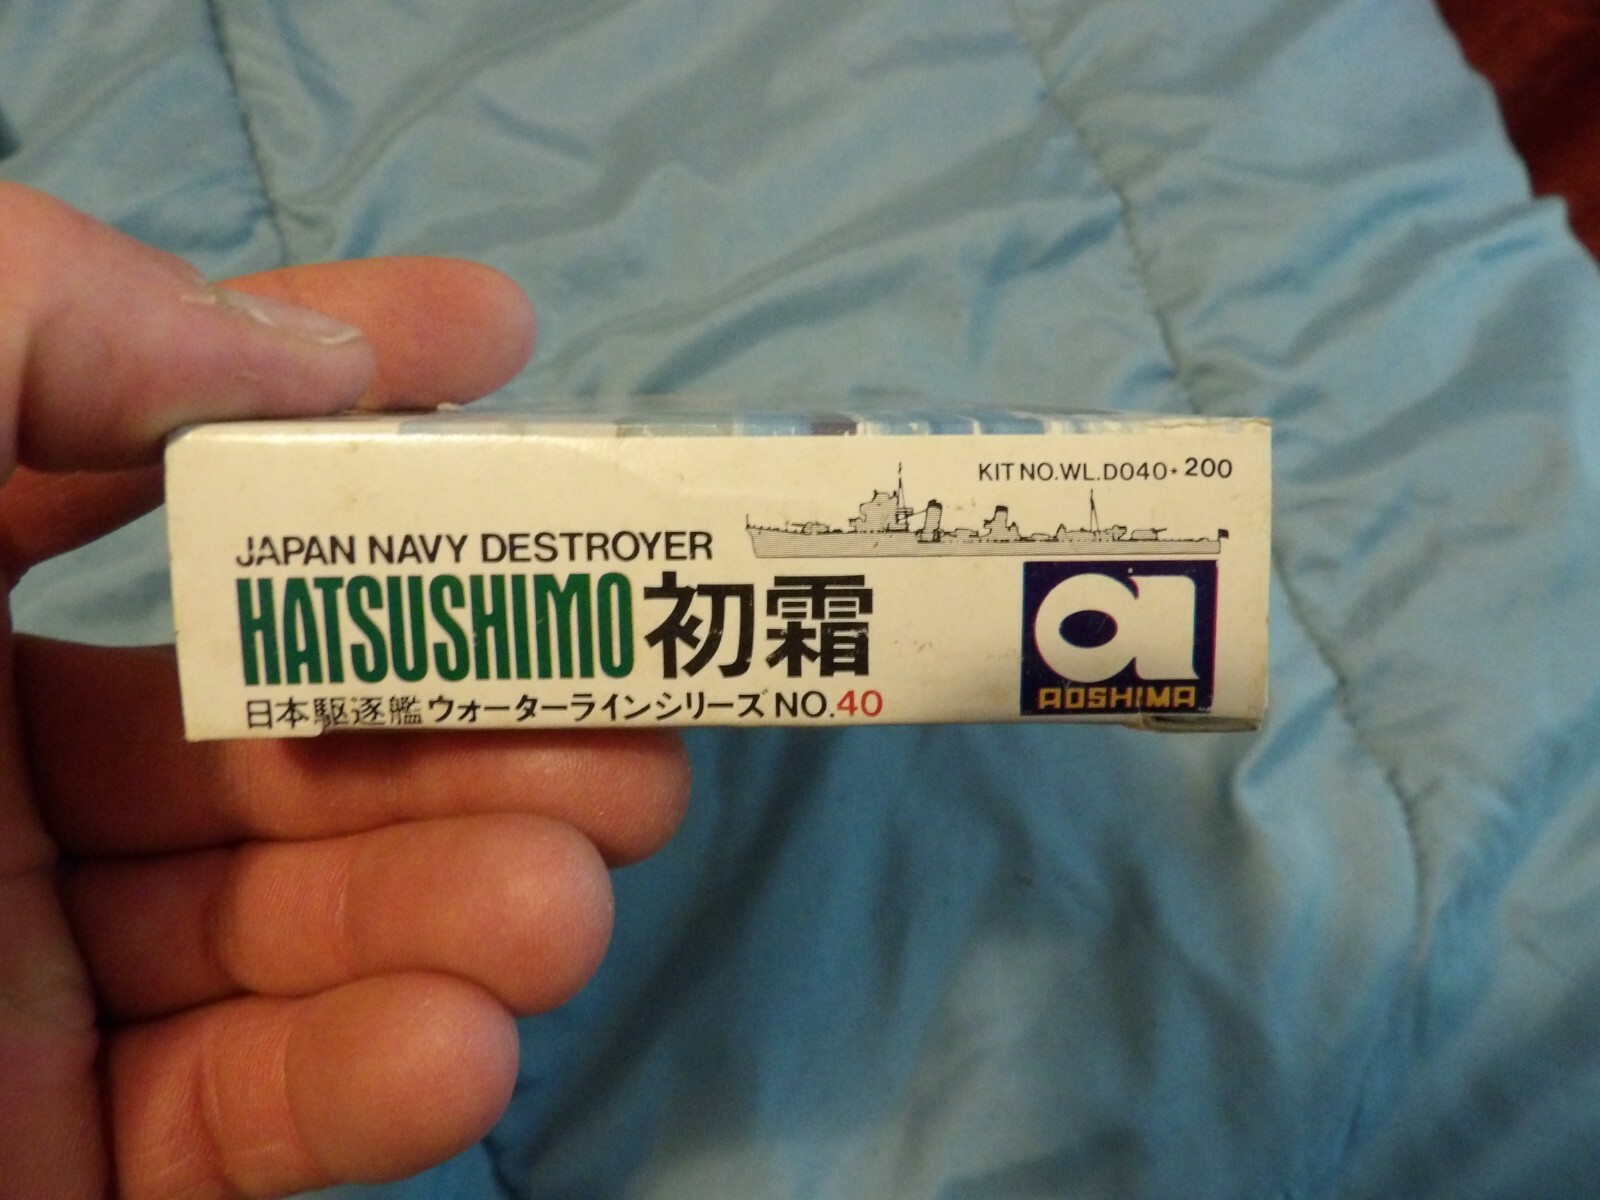 KIT NO.WL.D040・200
JAPAN NAVY DESTROYER
HATSUSHIMO 初霜
日本駆逐艦ウォーターラインシリーズ NO.40
AOSHIMA